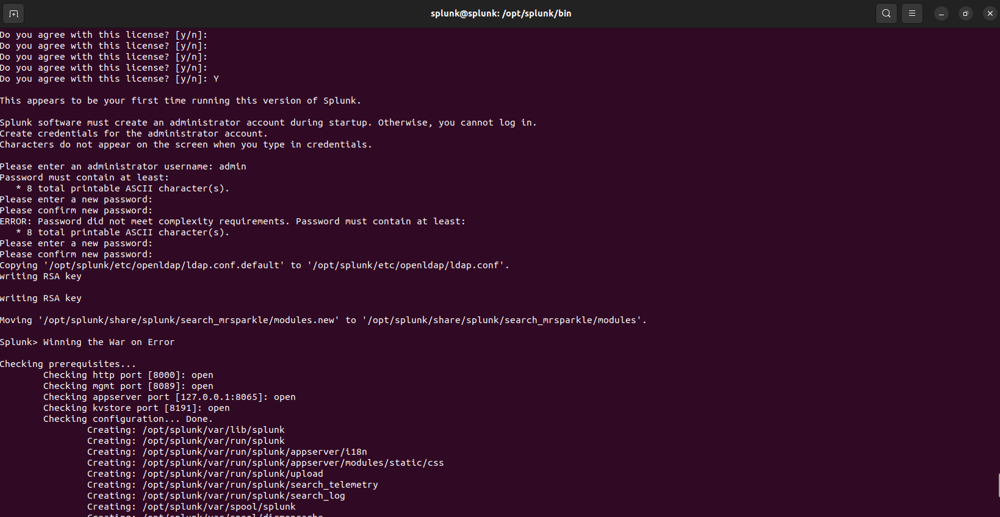 splunk@splunk: /opt/splunk/bin
Do you agree with this license? [y/n]:
Do you agree with this license? [y/n]:
Do you agree with this license? [y/n]:
Do you agree with this license? [y/n]:
Do you agree with this license? [y/n]: Y
This appears to be your first time running this version of Splunk.
Splunk software must create an administrator account during startup. Otherwise, you cannot log in.
Create credentials for the administrator account.
Characters do not appear on the screen when you type in credentials.
Please enter an administrator username: admin
Password must contain at least:
   * 8 total printable ASCII character(s).
Please enter a new password:
Please confirm new password:
ERROR: Password did not meet complexity requirements. Password must contain at least:
   * 8 total printable ASCII character(s).
Please enter a new password:
Please confirm new password:
Copying '/opt/splunk/etc/openldap/ldap.conf.default' to '/opt/splunk/etc/openldap/ldap.conf'.
writing RSA key
writing RSA key
Moving '/opt/splunk/share/splunk/search_mrsparkle/modules.new' to '/opt/splunk/share/splunk/search_mrsparkle/modules'.
Splunk> Winning the War on Error
Checking prerequisites...
        Checking http port [8000]: open
        Checking mgmt port [8089]: open
        Checking appserver port [127.0.0.1:8065]: open
        Checking kvstore port [8191]: open
        Checking configuration... Done.
                Creating: /opt/splunk/var/lib/splunk
                Creating: /opt/splunk/var/run/splunk
                Creating: /opt/splunk/var/run/splunk/appserver/i18n
                Creating: /opt/splunk/var/run/splunk/appserver/modules/static/css
                Creating: /opt/splunk/var/run/splunk/upload
                Creating: /opt/splunk/var/run/splunk/search_telemetry
                Creating: /opt/splunk/var/run/splunk/search_log
                Creating: /opt/splunk/var/spool/splunk
                Creating: /opt/splunk/var/spool/dirmoncache